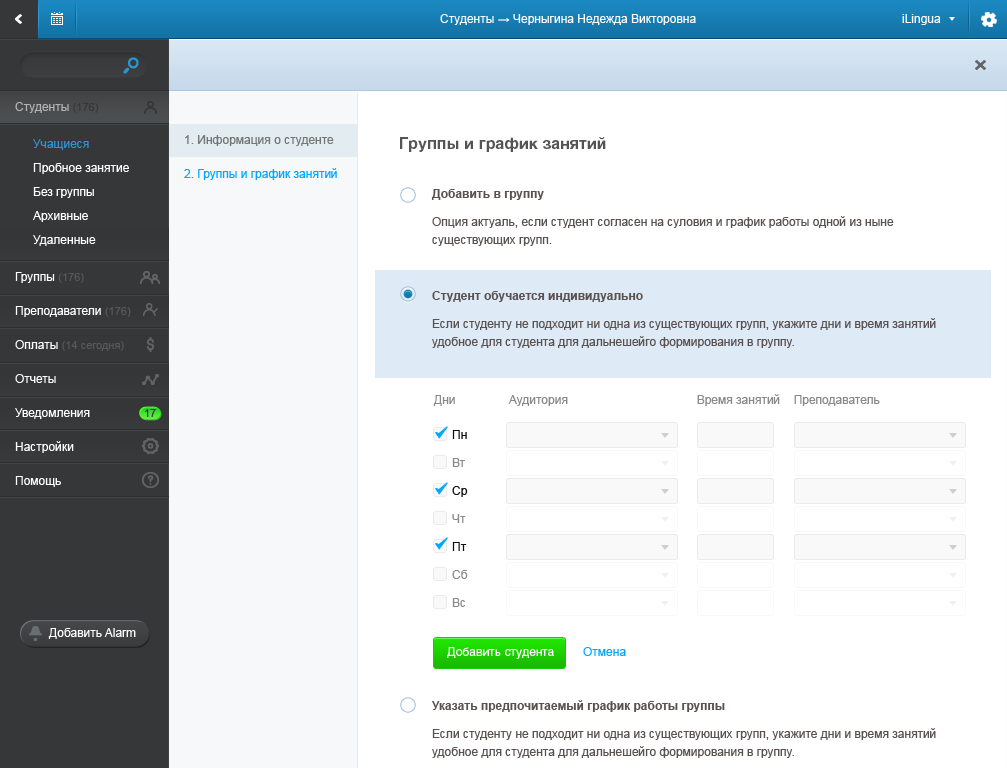 Студенты → Черныгина Надежда Викторовна
iLingua
Студенты (176)
Учащиеся
Пробное занятие
Без группы
Архивные
Удаленные
Группы (176)
Преподаватели (176)
Оплаты (14 сегодня)
Отчеты
Уведомления 17
Настройки
Помощь
Добавить Alarm
1. Информация о студенте
2. Группы и график занятий
Группы и график занятий
Добавить в группу
Опция актуаль, если студент согласен на суловия и график работы одной из ныне
существующих групп.
Студент обучается индивидуально
Если студенту не подходит ни одна из существующих групп, укажите дни и время занятий
удобное для студента для дальнешейго формирования в группу.
Дни Аудитория Время занятий Преподаватель
Пн
Вт
Ср
Чт
Пт
Сб
Вс
Добавить студента Отмена
Указать предпочитаемый график работы группы
Если студенту не подходит ни одна из существующих групп, укажите дни и время занятий
удобное для студента для дальнешейго формирования в группу.